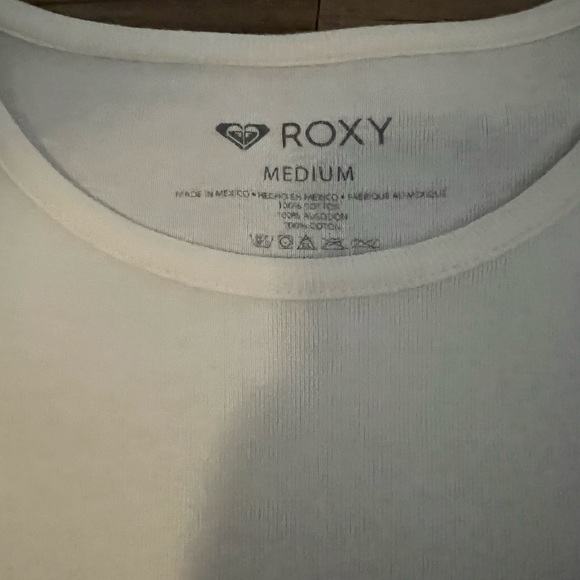 ROXY
MEDIUM
MADE IN MEXICO • HECHO EN MEXICO • FABRIQUE AU MEXIQUE
100% COTTON
100% ALGODON
100% COTON